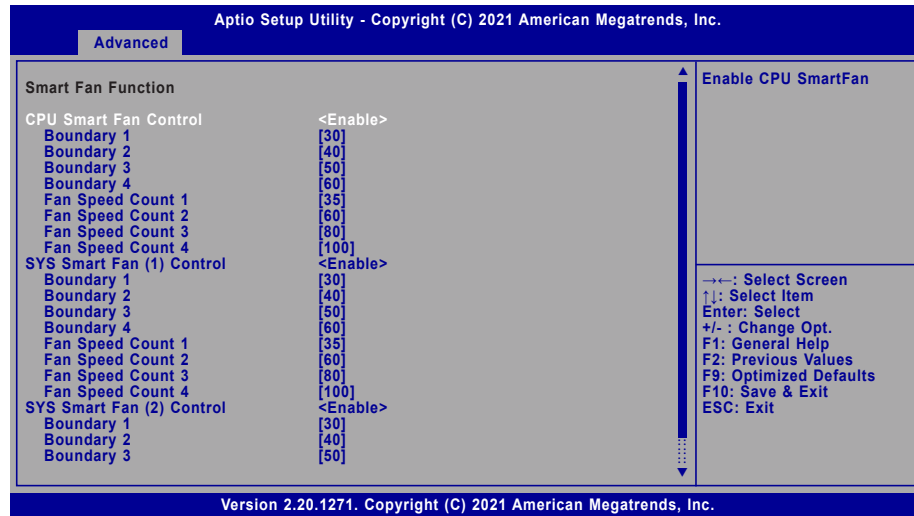 Aptio Setup Utility - Copyright (C) 2021 American Megatrends, Inc.
Advanced
Smart Fan Function
CPU Smart Fan Control <Enable>
Boundary 1 [30]
Boundary 2 [40]
Boundary 3 [50]
Boundary 4 [60]
Fan Speed Count 1 [35]
Fan Speed Count 2 [60]
Fan Speed Count 3 [80]
Fan Speed Count 4 [100]
SYS Smart Fan (1) Control <Enable>
Boundary 1 [30]
Boundary 2 [40]
Boundary 3 [50]
Boundary 4 [60]
Fan Speed Count 1 [35]
Fan Speed Count 2 [60]
Fan Speed Count 3 [80]
Fan Speed Count 4 [100]
SYS Smart Fan (2) Control <Enable>
Boundary 1 [30]
Boundary 2 [40]
Boundary 3 [50]
Enable CPU SmartFan
→←: Select Screen
↑↓: Select Item
Enter: Select
+/- : Change Opt.
F1: General Help
F2: Previous Values
F9: Optimized Defaults
F10: Save & Exit
ESC: Exit
Version 2.20.1271. Copyright (C) 2021 American Megatrends, Inc.